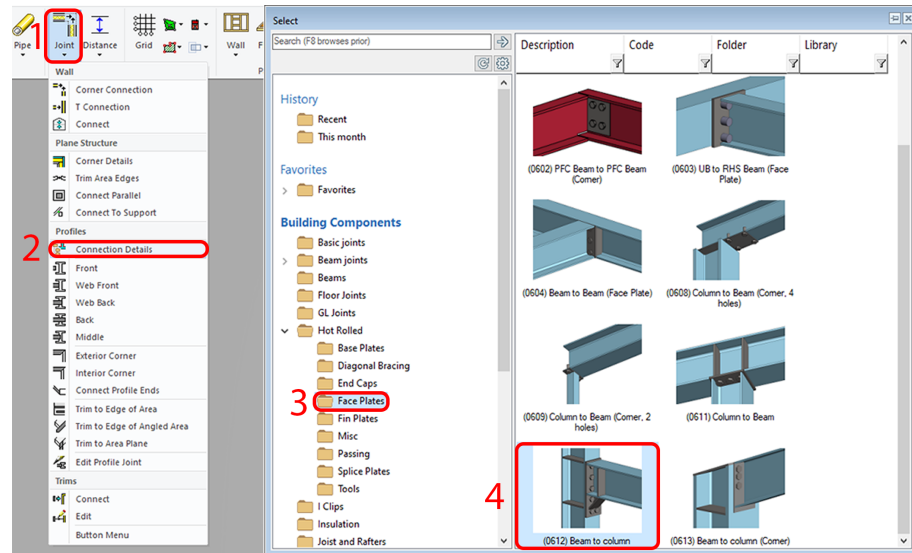 1
Pipe
Joint
Distance
Grid
Wall
Wall
Corner Connection
T Connection
Connect
Plane Structure
Corner Details
Trim Area Edges
Connect Parallel
Connect To Support
Profiles
2
Connection Details
Front
Web Front
Web Back
Back
Middle
Exterior Corner
Interior Corner
Connect Profile Ends
Trim to Edge of Area
Trim to Edge of Angled Area
Trim to Area Plane
Edit Profile Joint
Trims
Connect
Edit
Button Menu
Select
Search (F8 browses prior)
History
Recent
This month
Favorites
Favorites
Building Components
Basic joints
Beam joints
Beams
Floor Joints
GL Joints
Hot Rolled
Base Plates
Diagonal Bracing
End Caps
3
Face Plates
Fin Plates
Misc
Passing
Splice Plates
Tools
I Clips
Insulation
Joist and Rafters
Description
Code
Folder
Library
(0602) PFC Beam to PFC Beam
(Corner)
(0603) UB to RHS Beam (Face
Plate)
(0604) Beam to Beam (Face Plate)
(0608) Column to Beam (Corner, 4
holes)
(0609) Column to Beam (Corner, 2
holes)
(0611) Column to Beam
4
(0612) Beam to column
(0613) Beam to column (Corner)